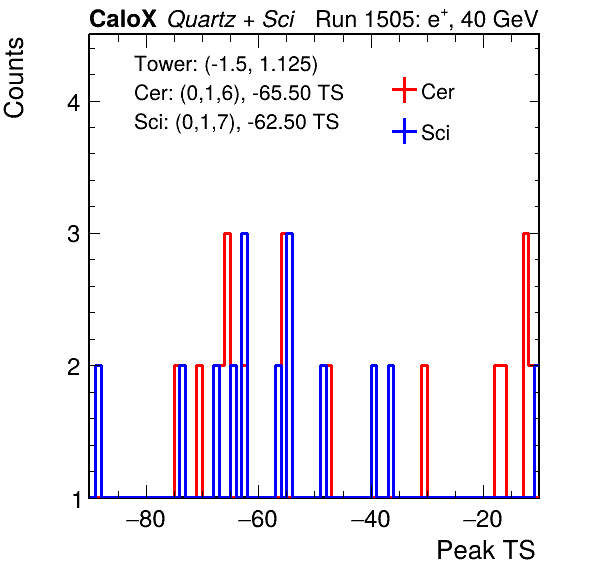 CaloX Quartz + Sci Run 1505: e+, 40 GeV
Counts
Tower: (-1.5, 1.125)
Cer: (0,1,6), -65.50 TS
Sci: (0,1,7), -62.50 TS
Cer
Sci
4
3
2
1
−80 −60 −40 −20
Peak TS